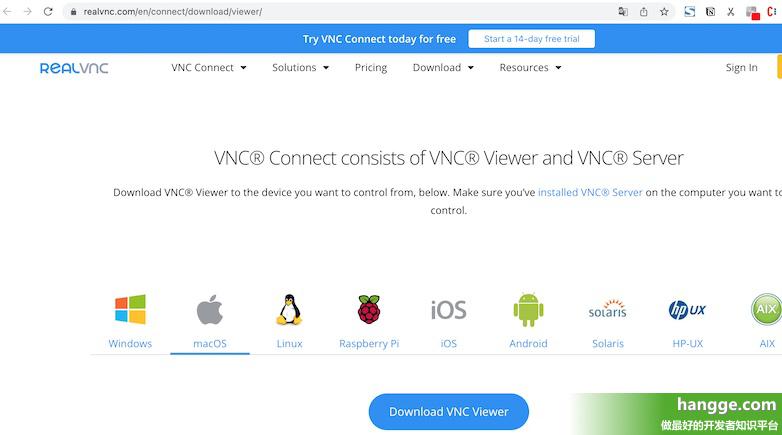 realvnc.com/en/connect/download/viewer/
Try VNC Connect today for free
Start a 14-day free trial
REALVNC
VNC Connect
Solutions
Pricing
Download
Resources
Sign In
VNC® Connect consists of VNC® Viewer and VNC® Server
Download VNC® Viewer to the device you want to control from, below. Make sure you've installed VNC® Server on the computer you want to
control.
iOS
solaris
hp UX
AIX
Windows
macOS
Linux
Raspberry Pi
iOS
Android
Solaris
HP-UX
AIX
Download VNC Viewer
hangge.com
做最好的开发者知识平台